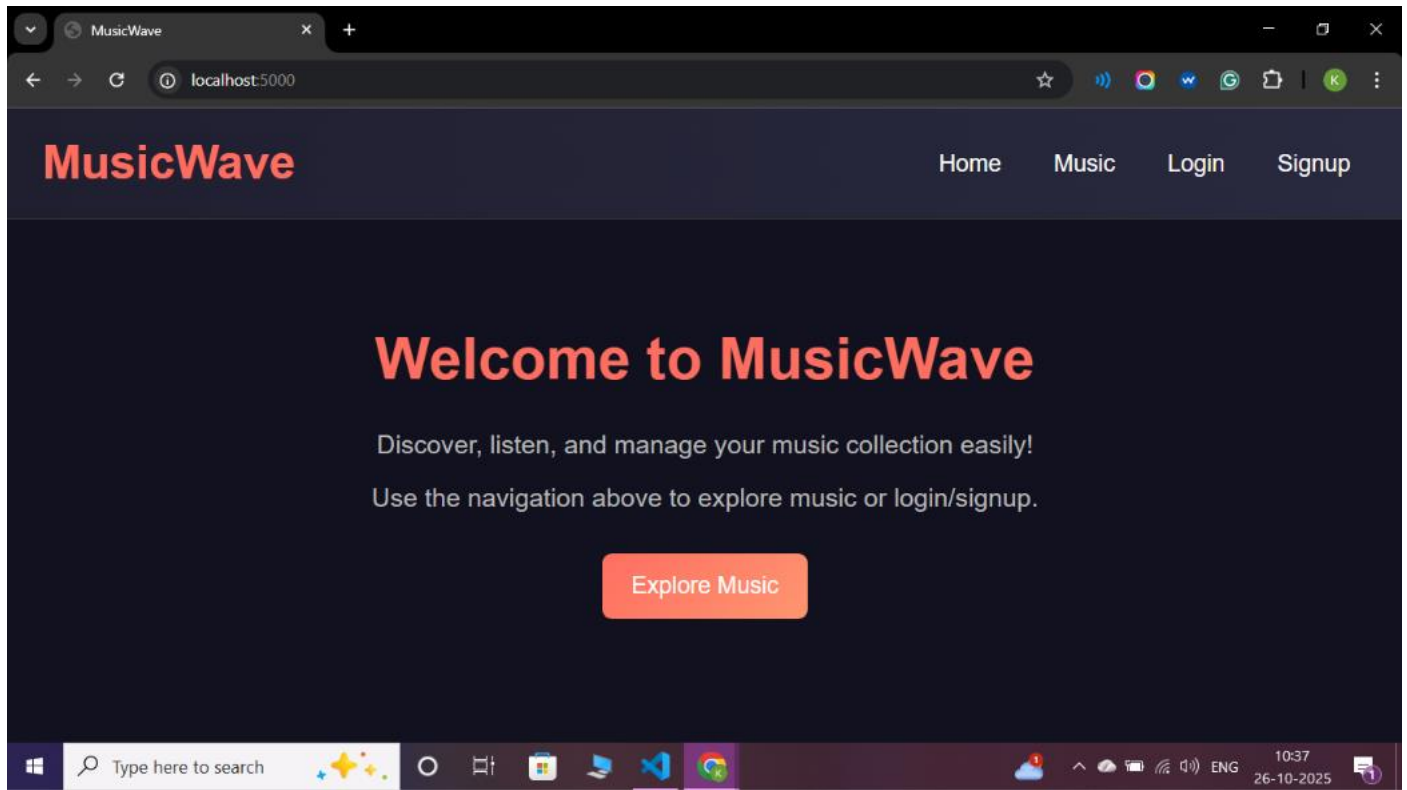 MusicWave
localhost:5000
K
MusicWave
Home Music Login Signup
Welcome to MusicWave
Discover, listen, and manage your music collection easily!
Use the navigation above to explore music or login/signup.
Explore Music
Type here to search
ENG
10:37
26-10-2025